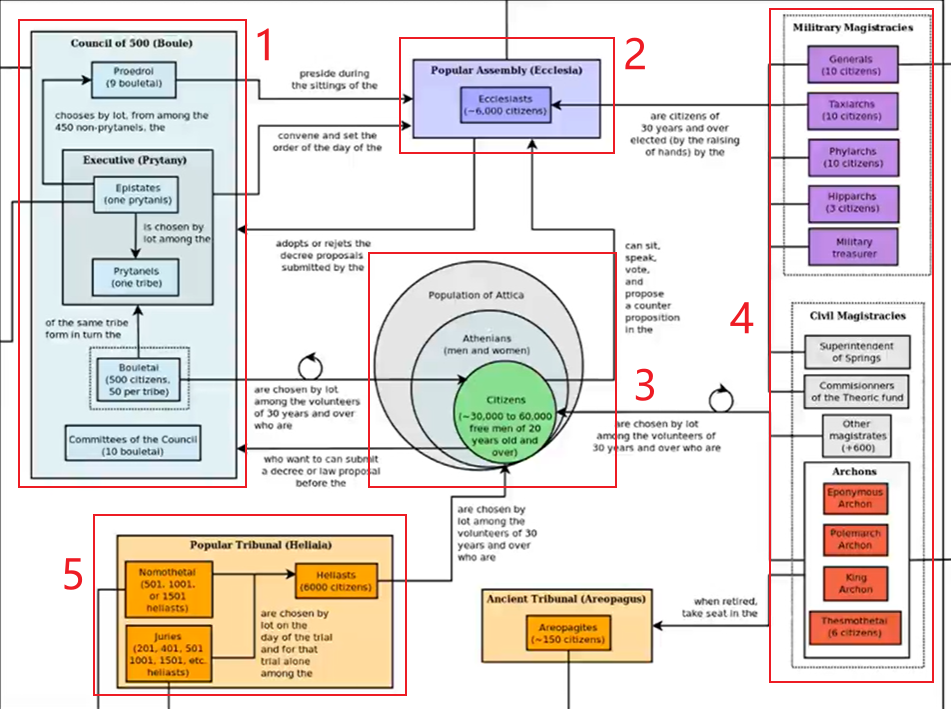 1
Council of 500 (Boule)
Proedroi
(9 bouletai)
chooses by lot, from among the
450 non-prytaneis, the
Executive (Prytany)
Epistates
(one prytanis)
is chosen by
lot among the
Prytaneis
(one tribe)
of the same tribe
form in turn the
Bouletai
(500 citizens,
50 per tribe)
Committees of the Council
(10 bouletai)
preside during
the sittings of the
convene and set the
order of the day of the
adopts or rejects the
decree proposals
submitted by the
are chosen by lot
among the volunteers
of 30 years and over
who are
who want to can submit
a decree or law proposal
before the
2
Popular Assembly (Ecclesia)
Ecclesiasts
(~6,000 citizens)
are citizens of
30 years and over
elected (by the raising
of hands) by the
can sit,
speak,
vote,
and
propose
a counter
proposition
in the
3
Population of Attica
Athenians
(men and women)
Citizens
(~30,000 to 60,000
free men of 20
years old and
over)
are chosen by lot
among the volunteers of
30 years and over who are
4
Military Magistracies
Generals
(10 citizens)
Taxiarchs
(10 citizens)
Phylarchs
(10 citizens)
Hipparchs
(3 citizens)
Military
treasurer
Civil Magistracies
Superintendent
of Springs
Commisionners
of the Theoric fund
Other
magistrates
(+600)
Archons
Eponymous
Archon
Polemarch
Archon
King
Archon
Thesmothetai
(6 citizens)
5
Popular Tribunal (Heliaia)
Nomothetai
(501, 1001,
or 1501
heliasts)
Heliasts
(6000 citizens)
Juries
(201, 401, 501
1001, 1501, etc.
heliasts)
are chosen by
lot on the
day of the trial
and for that
trial alone
among the
are chosen by
lot among the
volunteers of 30
years and over
who are
Ancient Tribunal (Areopagus)
Areopagites
(~150 citizens)
when retired,
take seat in the